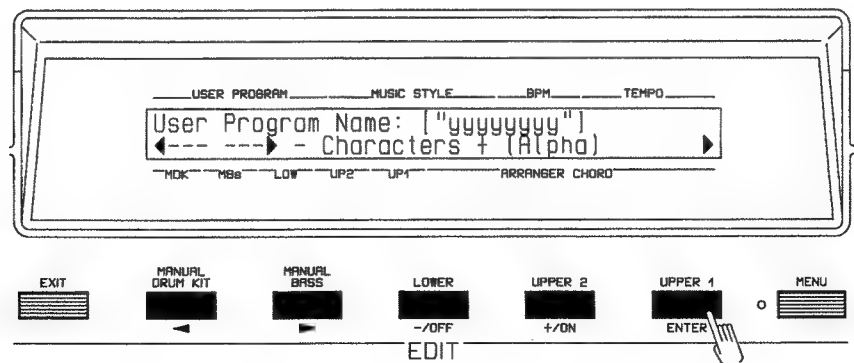 USER PROGRAM MUSIC STYLE BPM TEMPO
User Program Name: ["yyyyyyyy"]
◀--- ---▶ - Characters + (Alpha) ▶
MDK MBs LOW UP2 UP1 ARRANGER CHORD
EXIT MANUAL DRUM KIT MANUAL BASS LOWER UPPER 2 UPPER 1 MENU
◀ ▶ -/OFF +/ON ENTER
EDIT